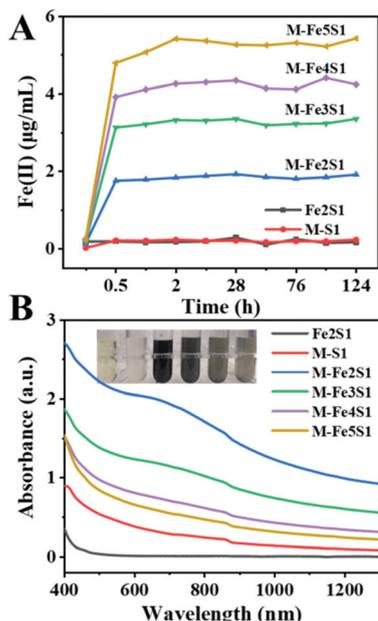 A
Fe(II) (μg/mL)
6
4
2
0
M-Fe5S1
M-Fe4S1
M-Fe3S1
M-Fe2S1
Fe2S1
M-S1
0.5 2 28 76 124
Time (h)
B
Absorbance (a.u.)
3
2
1
0
Fe2S1
M-S1
M-Fe2S1
M-Fe3S1
M-Fe4S1
M-Fe5S1
400 600 800 1000 1200
Wavelength (nm)